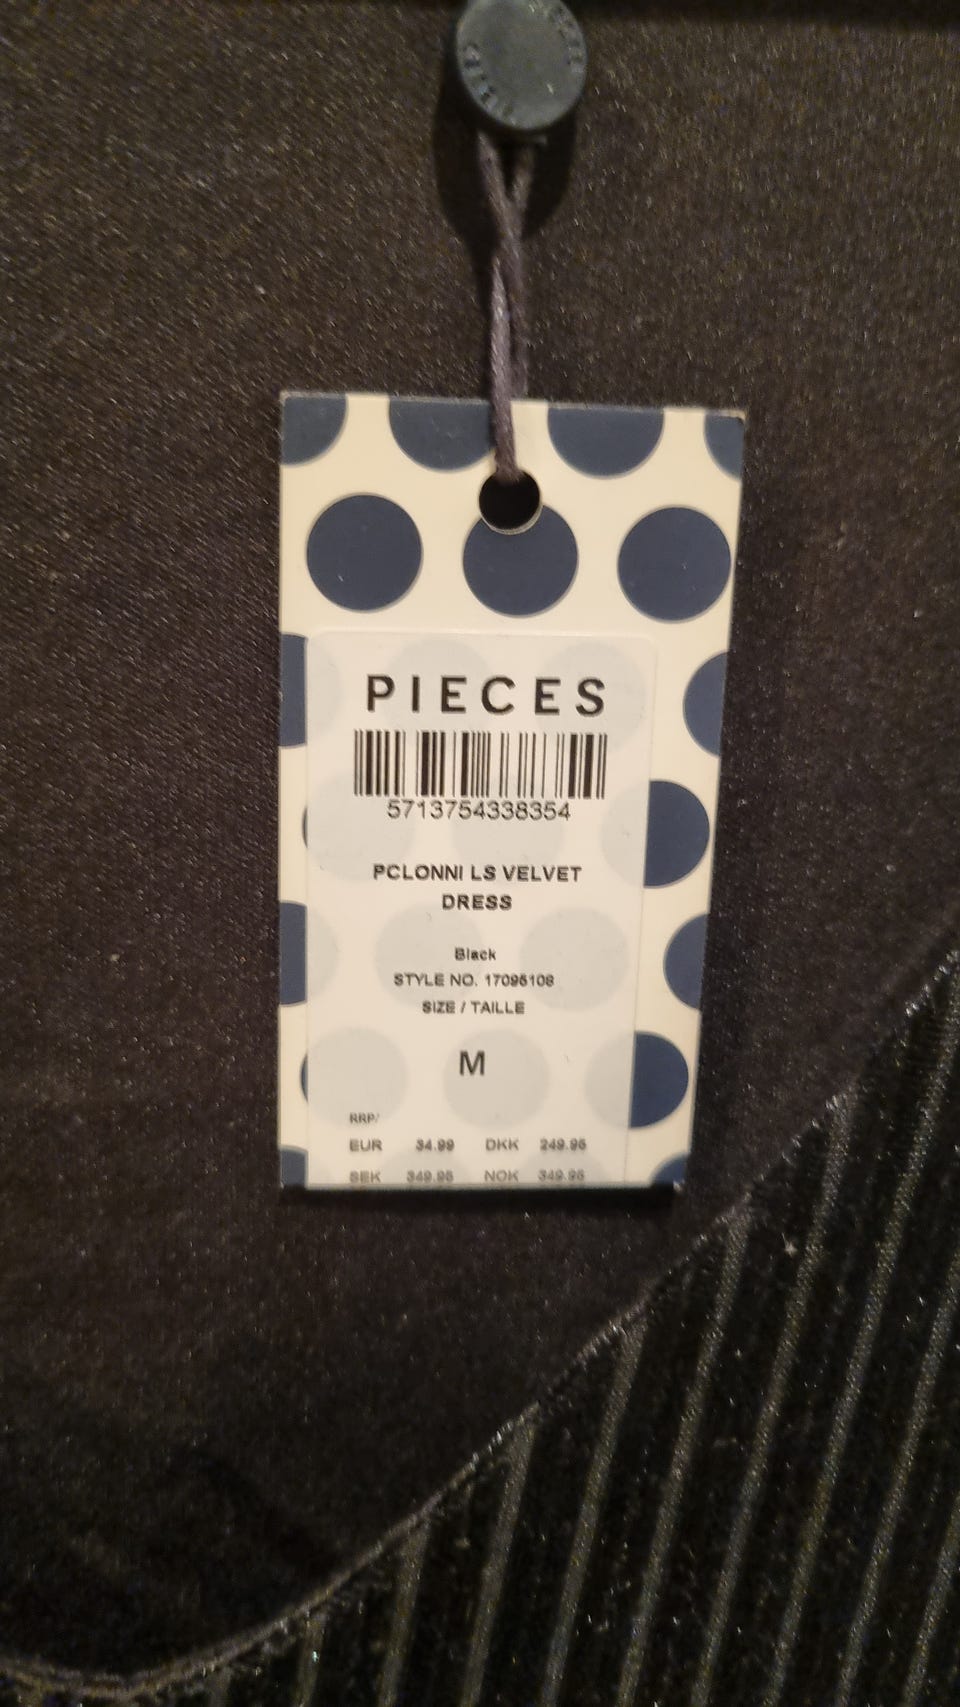 PIECES
5713754338354
PCLONNI LS VELVET
DRESS
Black
STYLE NO. 17095108
SIZE / TAILLE
M
RRP/
EUR 34.99 DKK 249.95
SEK 349.95 NOK 349.95